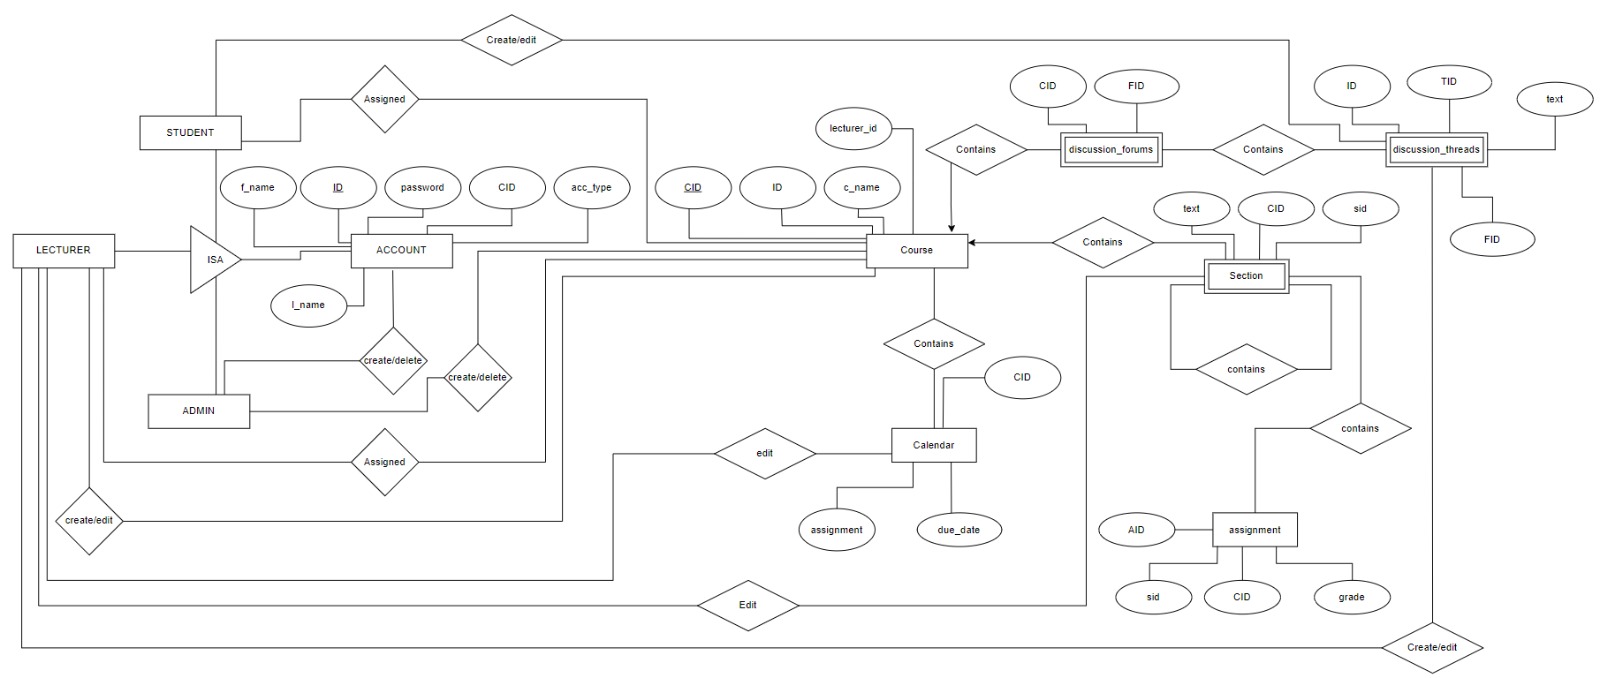 Create/edit
Assigned
CID
FID
ID
TID
text
lecturer_id
STUDENT
Contains
discussion_forums
Contains
discussion_threads
f_name
ID
password
CID
acc_type
CID
ID
c_name
text
CID
sid
FID
LECTURER
ISA
ACCOUNT
Course
Contains
Section
l_name
Contains
create/delete
create/delete
CID
contains
ADMIN
contains
Calendar
edit
Assigned
create/edit
assignment
due_date
AID
assignment
sid
CID
grade
Edit
Create/edit